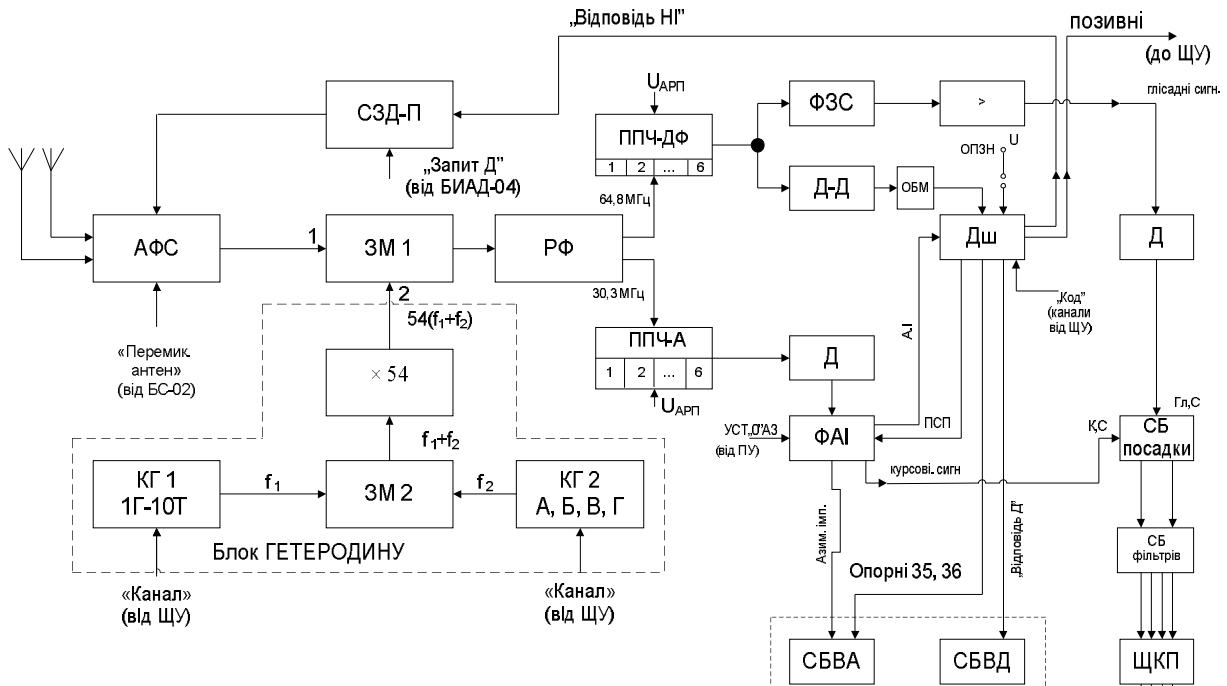 „Відповідь НІ"
ПОЗИВНІ
(до ЩУ)
СЗД-П
„Запит Д"
(від БИАД-04)
UАРП
ППЧ-ДФ
1 2 ... 6
64,8 МГц
ФЗС
>
глісадні сигн.
ОПЗН
U
Д-Д
ОБМ
АФС
1
ЗМ 1
2
РФ
Дш
Д
30,3 МГц
54(f₁+f₂)
«Перемик.
антен»
(від БС-02)
× 54
ППЧ-А
1 2 ... 6
UАРП
Д
А.І
„Код"
(канали
від ЩУ)
f₁+f₂
УСТ„0"АЗ
(від ПУ)
ФАІ
ПСП
Гл,С
К,С
СБ
посадки
курсові. сигн
КГ 1
1Г-10Т
f₁
ЗМ 2
f₂
КГ 2
А, Б, В, Г
Блок ГЕТЕРОДИНУ
Азим. імп.
Опорні 35, 36
„Відповідь Д"
СБ
фільтрів
«Канал»
(від ЩУ)
«Канал»
(від ЩУ)
СБВА
СБВД
ЩКП